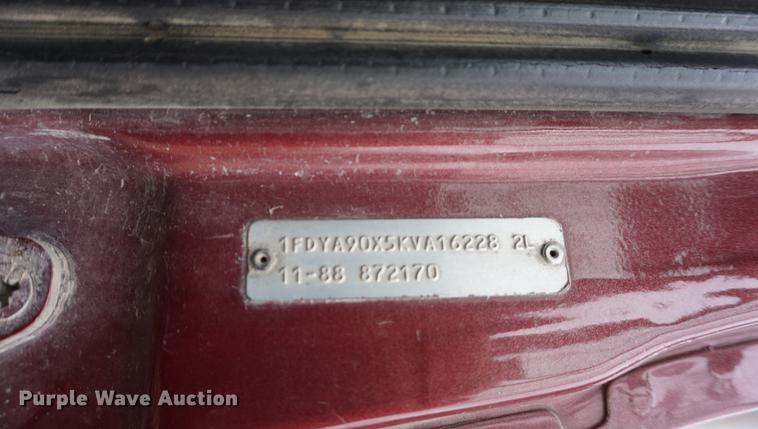 1FDYA90X5KVA16228 2L
11-88 872170
Purple Wave Auction